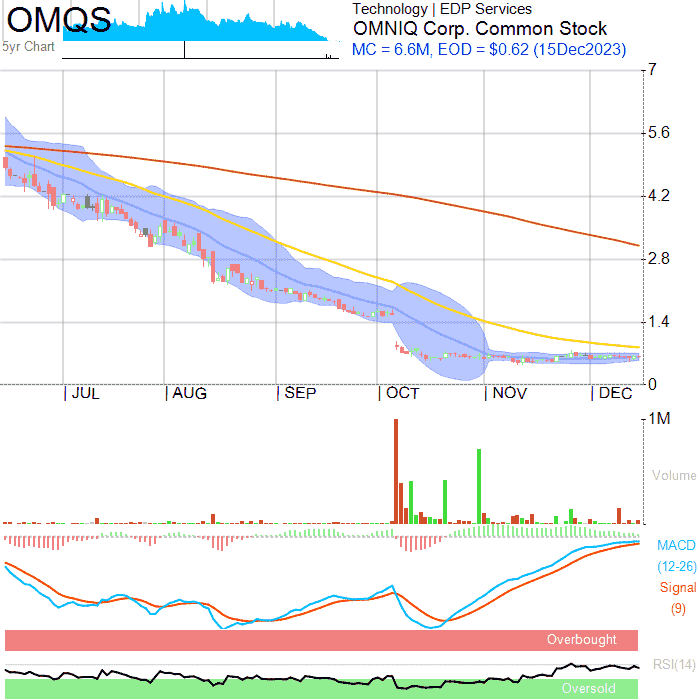 OMQS
5yr Chart
Technology | EDP Services
OMNIQ Corp. Common Stock
MC = 6.6M, EOD = $0.62 (15Dec2023)
7
5.6
4.2
2.8
1.4
0
JUL
AUG
SEP
OCT
NOV
DEC
1M
Volume
MACD
(12-26)
Signal
(9)
Overbought
RSI(14)
Oversold